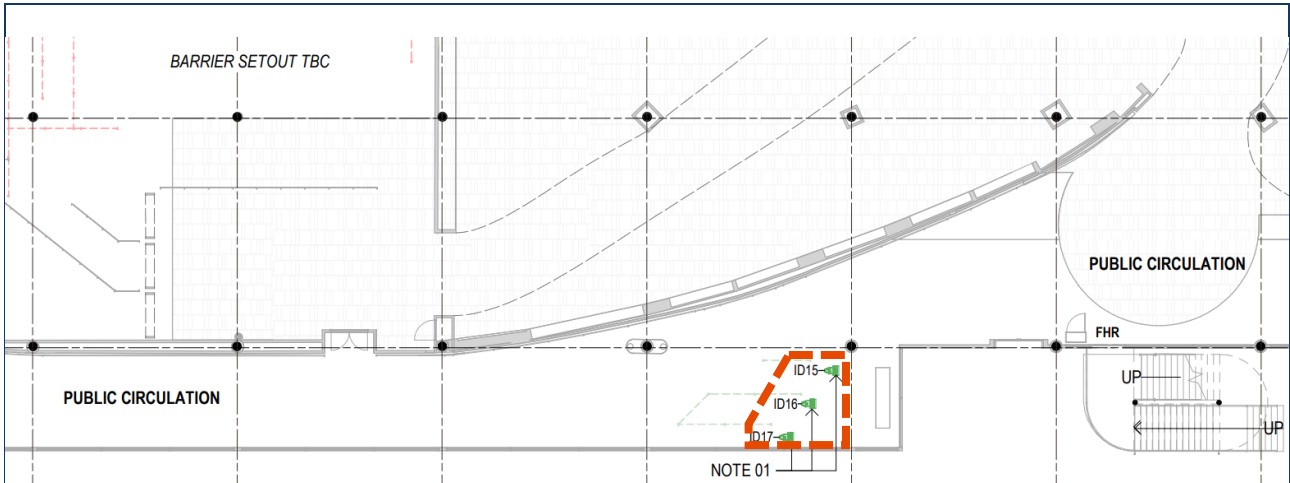 BARRIER SETOUT TBC
PUBLIC CIRCULATION
FHR
ID15
UP
PUBLIC CIRCULATION
ID16
UP
ID17
NOTE 01